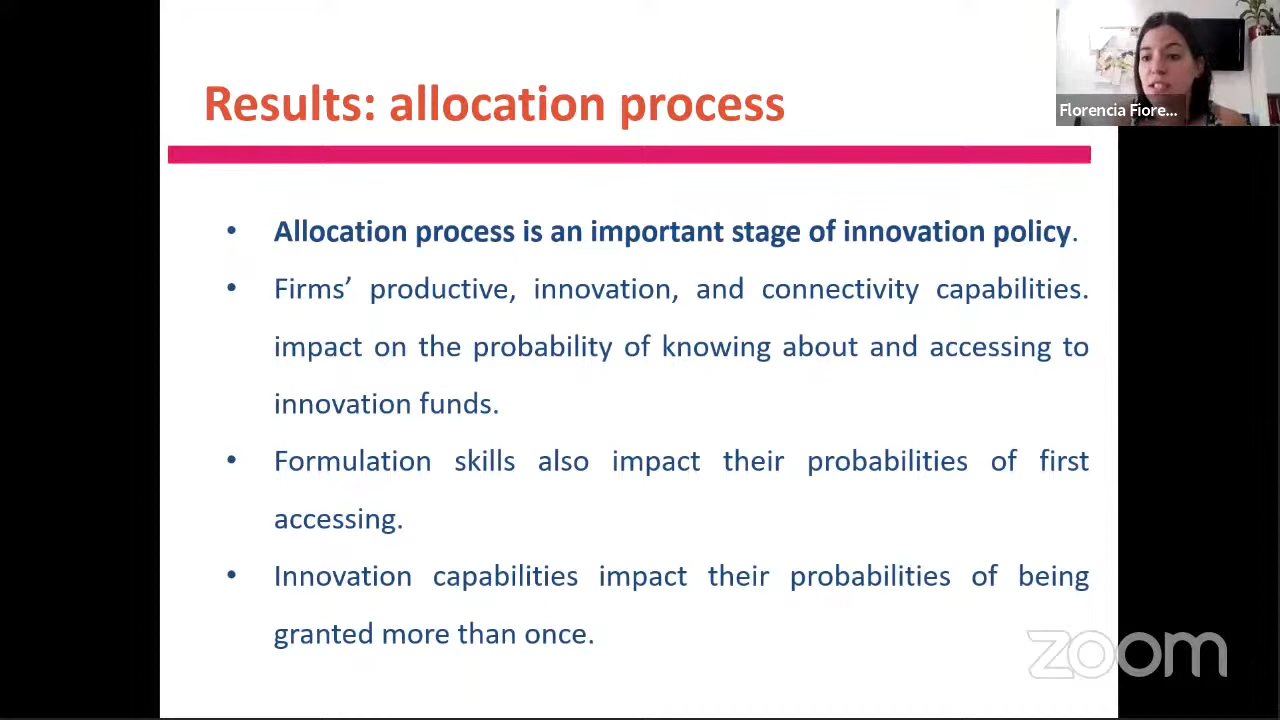 Results: allocation process
Florencia Fiore...
• Allocation process is an important stage of innovation policy.
• Firms’ productive, innovation, and connectivity capabilities.
impact on the probability of knowing about and accessing to
innovation funds.
• Formulation skills also impact their probabilities of first
accessing.
• Innovation capabilities impact their probabilities of being
granted more than once.
zoom